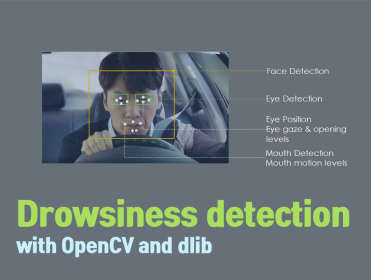 Face Detection
Eye Detection
Eye Position
Eye gaze & opening
levels
Mouth Detection
Mouth motion levels
Drowsiness detection
with OpenCV and dlib